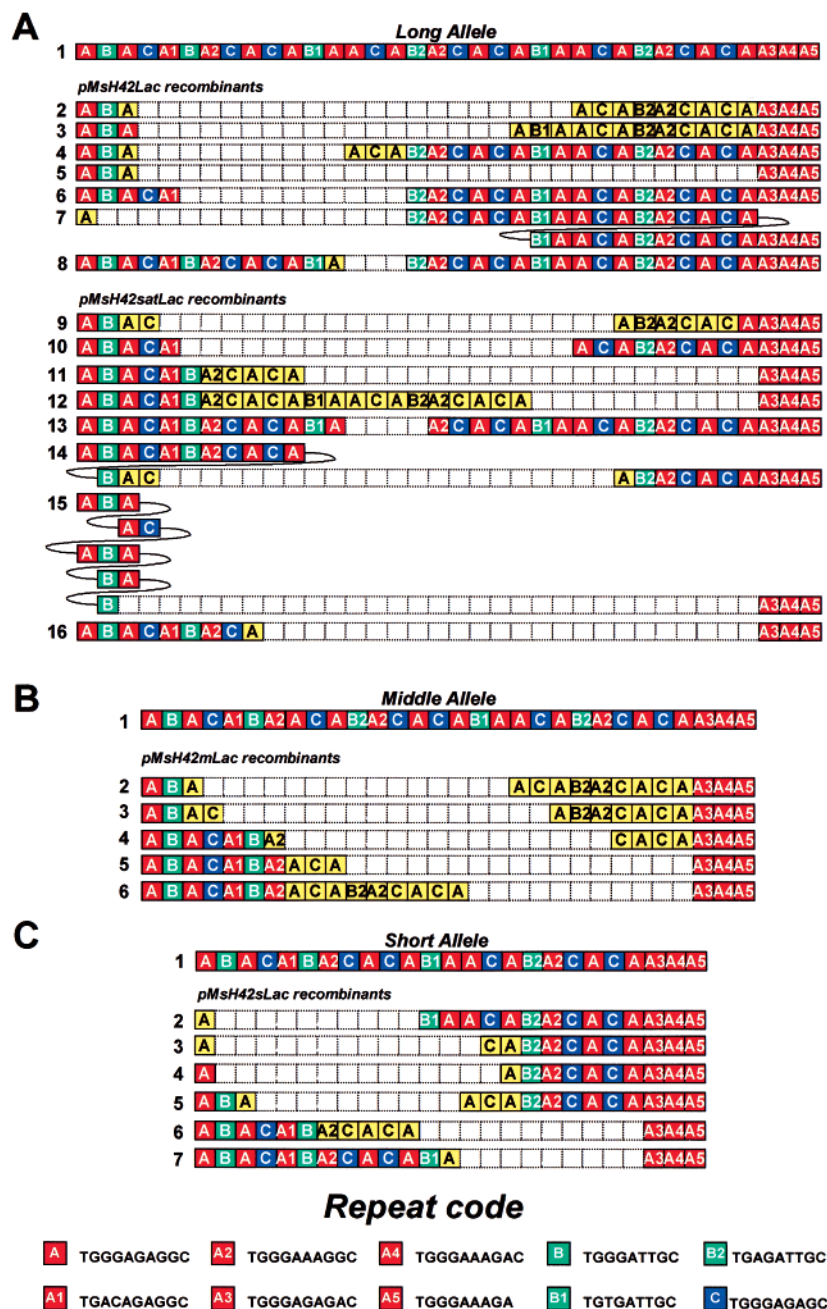 A
Long Allele
1 A B A C A1 B A2 C A C A B1 A A C A B2 A2 C A C A B1 A A C A B2 A2 C A C A A3 A4 A5
pMsH42Lac recombinants
2 A B A A C A B2 A2 C A C A A3 A4 A5
3 A B A A B1 A A C A B2 A2 C A C A A3 A4 A5
4 A B A A C A B2 A2 C A C A B1 A A C A B2 A2 C A C A A3 A4 A5
5 A B A A3 A4 A5
6 A B A C A1 B2 A2 C A C A B1 A A C A B2 A2 C A C A A3 A4 A5
7 A B2 A2 C A C A B1 A A C A B2 A2 C A C A
B1 A A C A B2 A2 C A C A A3 A4 A5
8 A B A C A1 B A2 C A C A B1 A B2 A2 C A C A B1 A A C A B2 A2 C A C A A3 A4 A5
pMsH42satLac recombinants
9 A B A C A B2 A2 C A C A A3 A4 A5
10 A B A C A1 A C A B2 A2 C A C A A3 A4 A5
11 A B A C A1 B A2 C A C A A3 A4 A5
12 A B A C A1 B A2 C A C A B1 A A C A B2 A2 C A C A A3 A4 A5
13 A B A C A1 B A2 C A C A B1 A A2 C A C A B1 A A C A B2 A2 C A C A A3 A4 A5
14 A B A C A1 B A2 C A C A
B A C A B2 A2 C A C A A3 A4 A5
15 A B A
A C
A B A
B A
B A3 A4 A5
16 A B A C A1 B A2 C A A3 A4 A5
B
Middle Allele
1 A B A C A1 B A2 A C A B2 A2 C A C A B1 A A C A B2 A2 C A C A A3 A4 A5
pMsH42mLac recombinants
2 A B A A C A B2 A2 C A C A A3 A4 A5
3 A B A C A B2 A2 C A C A A3 A4 A5
4 A B A C A1 B A2 C A C A A3 A4 A5
5 A B A C A1 B A2 A C A A3 A4 A5
6 A B A C A1 B A2 A C A B2 A2 C A C A A3 A4 A5
C
Short Allele
1 A B A C A1 B A2 C A C A B1 A A C A B2 A2 C A C A A3 A4 A5
pMsH42sLac recombinants
2 A B1 A A C A B2 A2 C A C A A3 A4 A5
3 A C A B2 A2 C A C A A3 A4 A5
4 A A B2 A2 C A C A A3 A4 A5
5 A B A A C A B2 A2 C A C A A3 A4 A5
6 A B A C A1 B A2 C A C A A3 A4 A5
7 A B A C A1 B A2 C A C A B1 A A3 A4 A5
Repeat code
A TGGGAGAGGC A2 TGGGAAAGGC A4 TGGGAAAGAC B TGGGATTGC B2 TGAGATTGC
A1 TGACAGAGGC A3 TGGGAGAGAC A5 TGGGAAAGA B1 TGTGATTGC C TGGGAGAGC